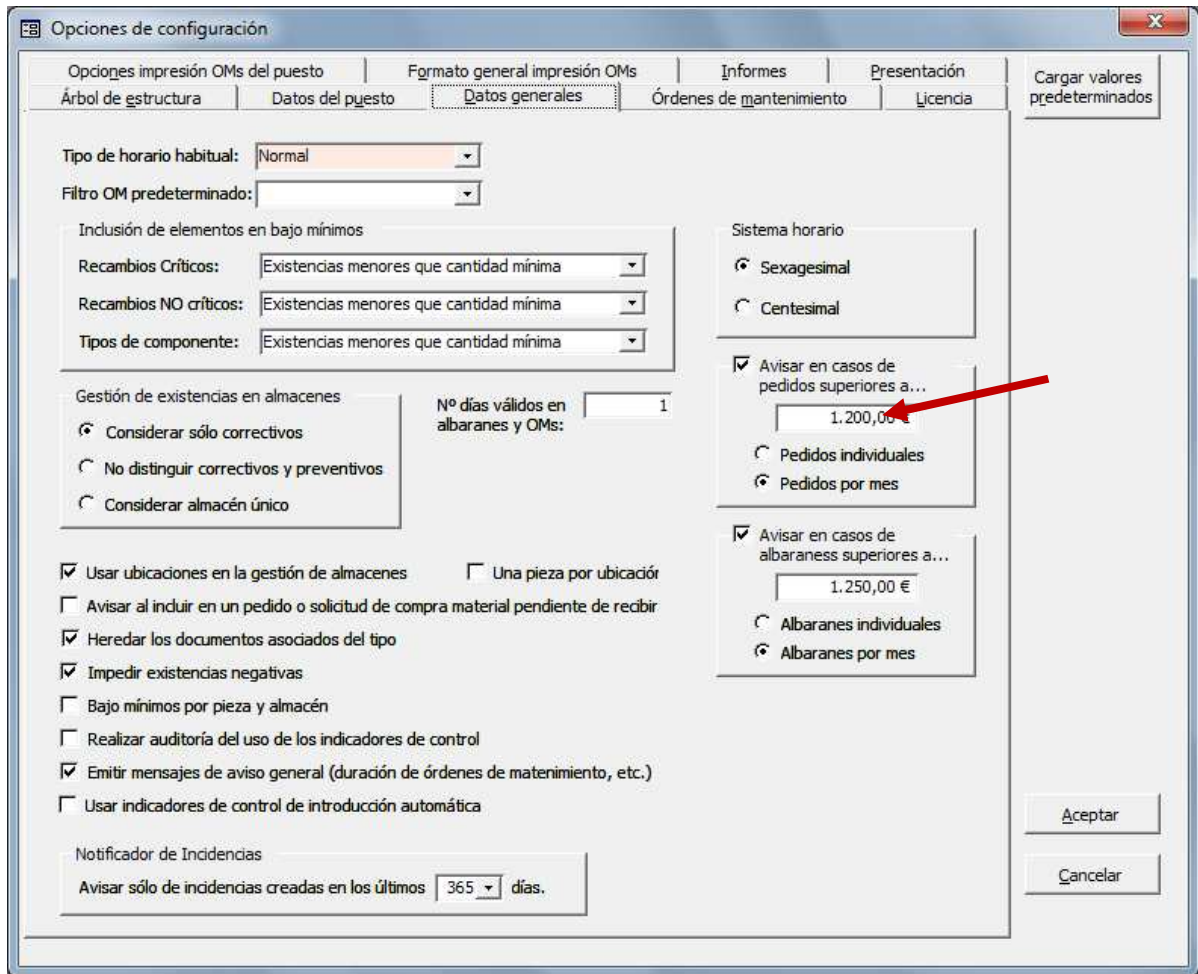 Opciones de configuración
Opciones impresión OMs del puesto
Formato general impresión OMs
Informes
Presentación
Árbol de estructura
Datos del puesto
Datos generales
Órdenes de mantenimiento
Licencia
Cargar valores
predeterminados
Tipo de horario habitual: Normal
Filtro OM predeterminado:
Inclusión de elementos en bajo mínimos
Recambios Críticos: Existencias menores que cantidad mínima
Recambios NO críticos: Existencias menores que cantidad mínima
Tipos de componente: Existencias menores que cantidad mínima
Sistema horario
Sexagesimal
Centesimal
Gestión de existencias en almacenes
Considerar sólo correctivos
No distinguir correctivos y preventivos
Considerar almacén único
Nº días válidos en
albaranes y OMs:
1
Avisar en casos de
pedidos superiores a...
1.200,00 €
Pedidos individuales
Pedidos por mes
Avisar en casos de
albaraness superiores a...
1.250,00 €
Albaranes individuales
Albaranes por mes
Usar ubicaciones en la gestión de almacenes
Una pieza por ubicación
Avisar al incluir en un pedido o solicitud de compra material pendiente de recibir
Heredar los documentos asociados del tipo
Impedir existencias negativas
Bajo mínimos por pieza y almacén
Realizar auditoría del uso de los indicadores de control
Emitir mensajes de aviso general (duración de órdenes de matenimiento, etc.)
Usar indicadores de control de introducción automática
Notificador de Incidencias
Avisar sólo de incidencias creadas en los últimos 365 días.
Aceptar
Cancelar